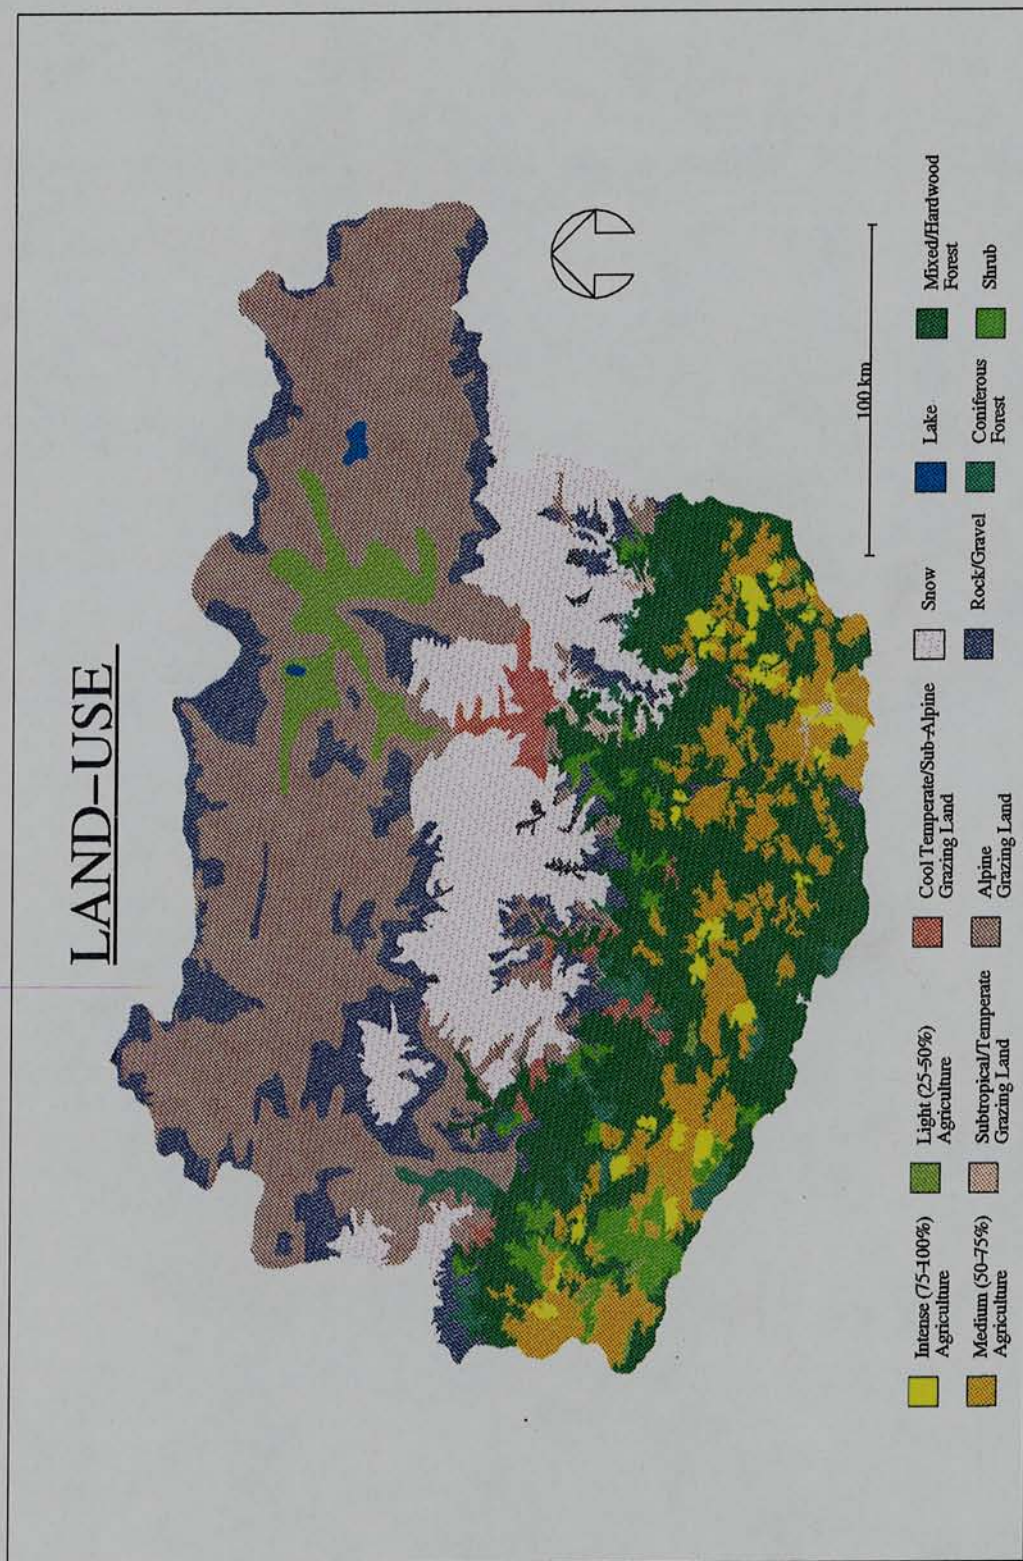 LAND–USE
100 km
Intense (75-100%)
Agriculture
Medium (50-75%)
Agriculture
Light (25-50%)
Agriculture
Subtropical/Temperate
Grazing Land
Cool Temperate/Sub-Alpine
Grazing Land
Alpine
Grazing Land
Snow
Rock/Gravel
Lake
Coniferous
Forest
Mixed/Hardwood
Forest
Shrub